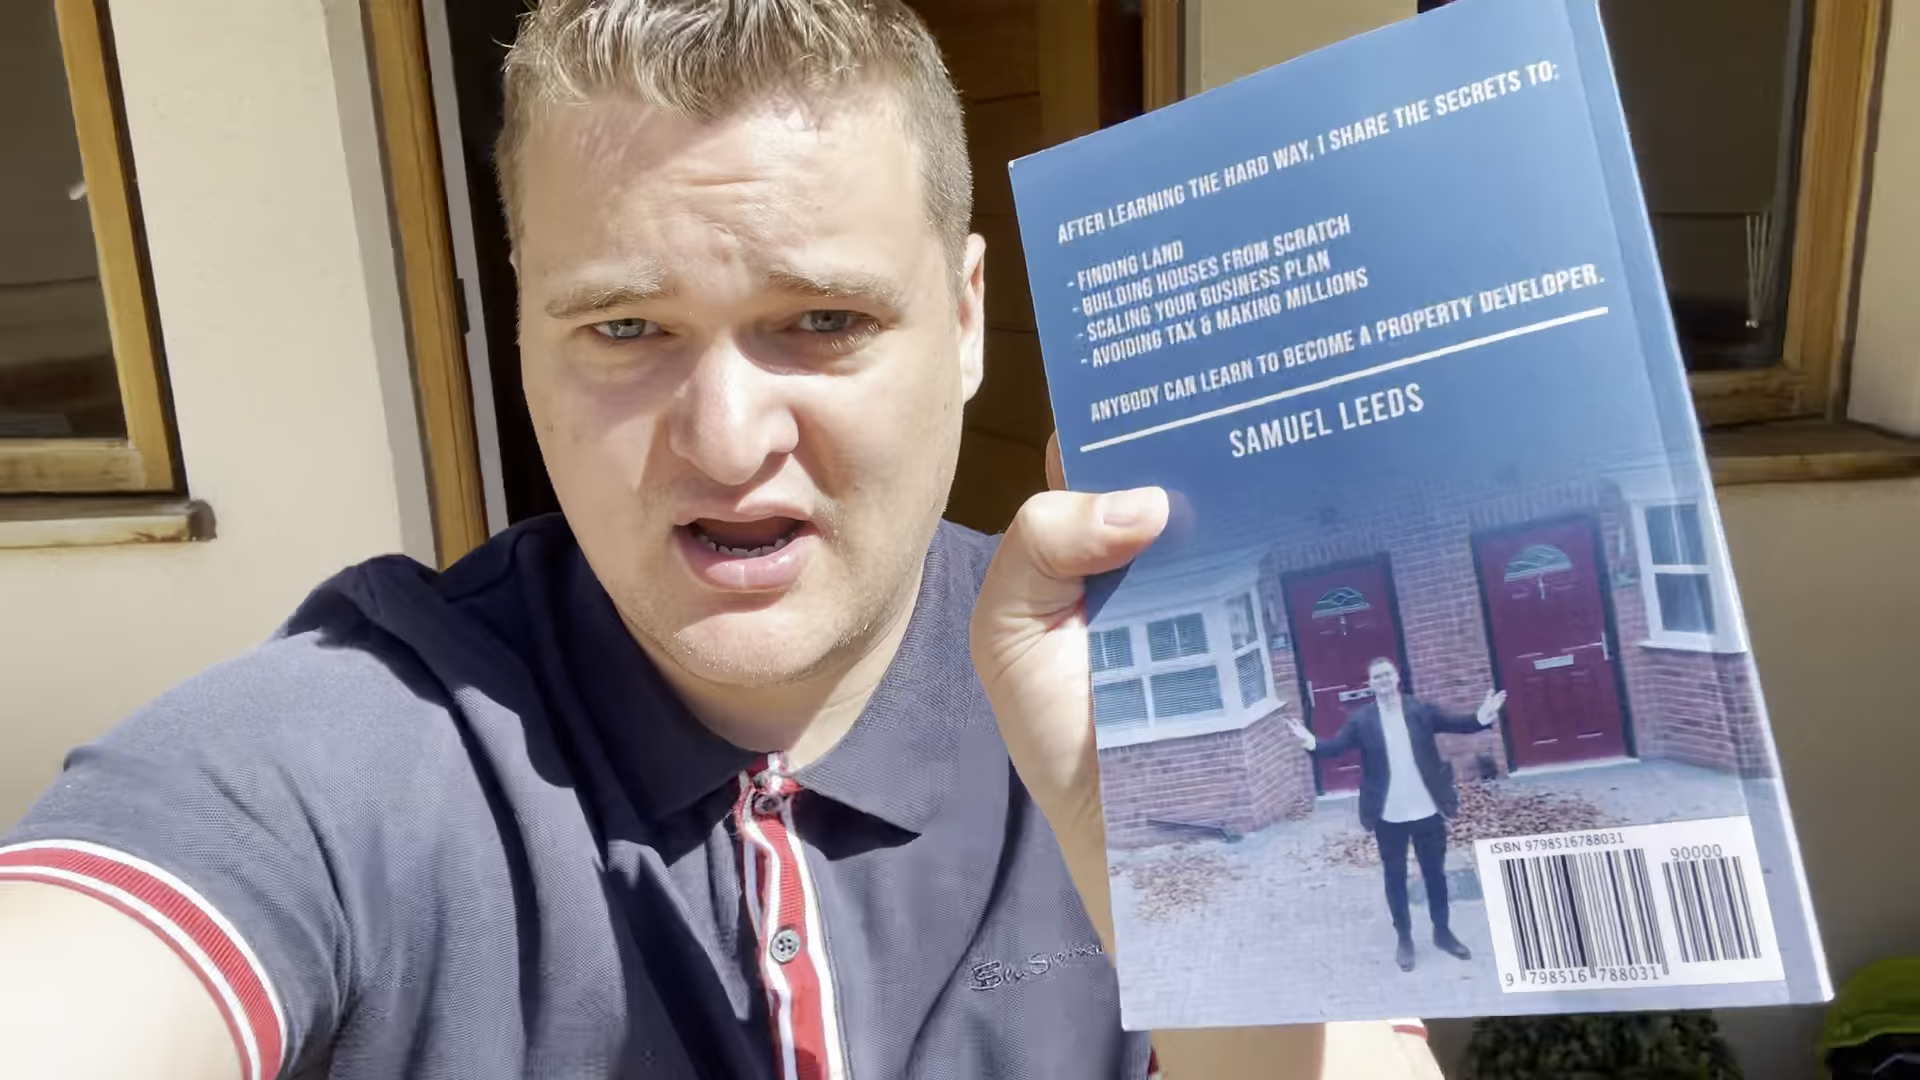 AFTER LEARNING THE HARD WAY, I SHARE THE SECRETS TO:
- FINDING LAND
- BUILDING HOUSES FROM SCRATCH
- SCALING YOUR BUSINESS PLAN
- AVOIDING TAX & MAKING MILLIONS
ANYBODY CAN LEARN TO BECOME A PROPERTY DEVELOPER.
SAMUEL LEEDS
ISBN 9798516788031
90000
9 798516 788031